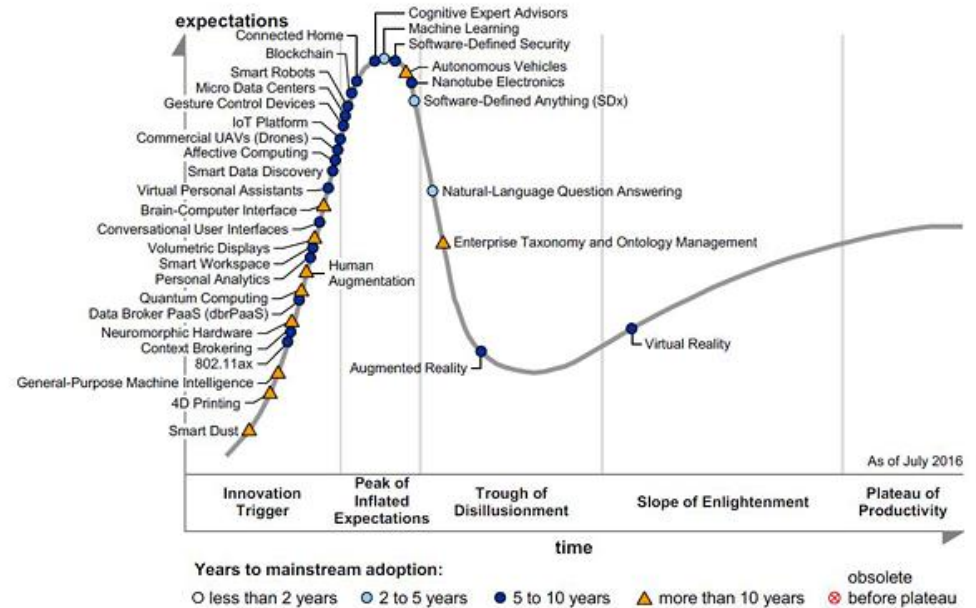 expectations
Cognitive Expert Advisors
Machine Learning
Software-Defined Security
Connected Home
Blockchain
Autonomous Vehicles
Smart Robots
Nanotube Electronics
Micro Data Centers
Software-Defined Anything (SDx)
Gesture Control Devices
IoT Platform
Commercial UAVs (Drones)
Affective Computing
Smart Data Discovery
Virtual Personal Assistants
Natural-Language Question Answering
Brain-Computer Interface
Conversational User Interfaces
Volumetric Displays
Enterprise Taxonomy and Ontology Management
Smart Workspace
Human
Augmentation
Personal Analytics
Quantum Computing
Data Broker PaaS (dbrPaaS)
Neuromorphic Hardware
Context Brokering
802.11ax
Virtual Reality
Augmented Reality
General-Purpose Machine Intelligence
4D Printing
Smart Dust
As of July 2016
Innovation
Trigger
Peak of
Inflated
Expectations
Trough of
Disillusionment
Slope of Enlightenment
Plateau of
Productivity
time
Years to mainstream adoption:
less than 2 years
2 to 5 years
5 to 10 years
more than 10 years
obsolete
before plateau